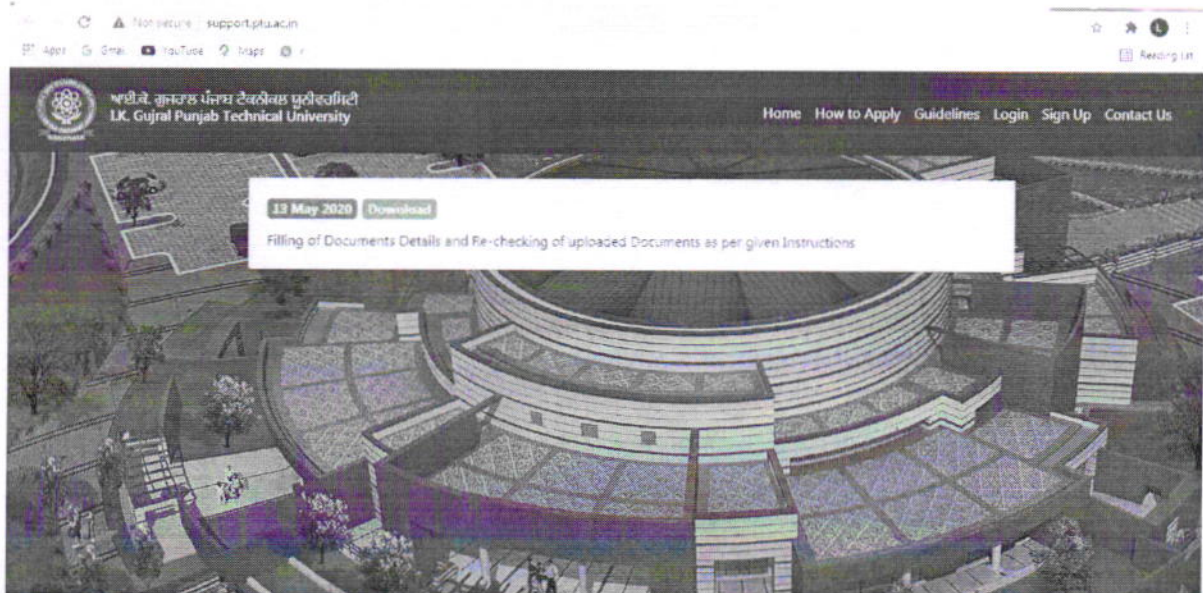 Not secure support.ptu.ac.in
Apps Gmail YouTube Maps
Reading List
ਆਈ.ਕੇ. ਗੁਜਰਾਲ ਪੰਜਾਬ ਟੈਕਨੀਕਲ ਯੂਨੀਵਰਸਿਟੀ
I.K. Gujral Punjab Technical University
Home How to Apply Guidelines Login Sign Up Contact Us
13 May 2020 Download
Filling of Documents Details and Re-checking of uploaded Documents as per given Instructions